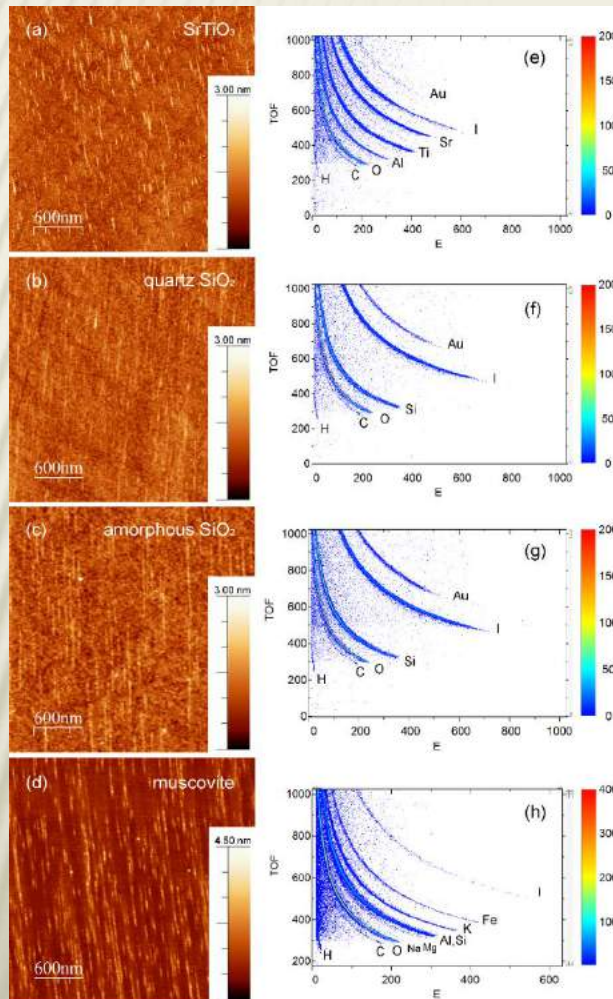 (a) SrTiO₃
3.00 nm
600nm
(e)
TOF
1000
800
600
400
200
0
Au
I
Sr
Ti
Al
O
C
H
0 200 400 600 800 1000
E
200
150
100
50
0
(b) quartz SiO₂
3.00 nm
600nm
(f)
TOF
1000
800
600
400
200
0
Au
I
Si
C O
H
0 200 400 600 800 1000
E
200
150
100
50
0
(c) amorphous SiO₂
3.00 nm
600nm
(g)
TOF
1000
800
600
400
200
0
Au
I
Si
C O
H
0 200 400 600 800 1000
E
200
150
100
50
0
(d) muscovite
4.50 nm
600nm
(h)
TOF
1000
800
600
400
200
0
I
Fe
K
Al,Si
Na Mg
C O
H
0 200 400 600
E
400
300
200
100
0